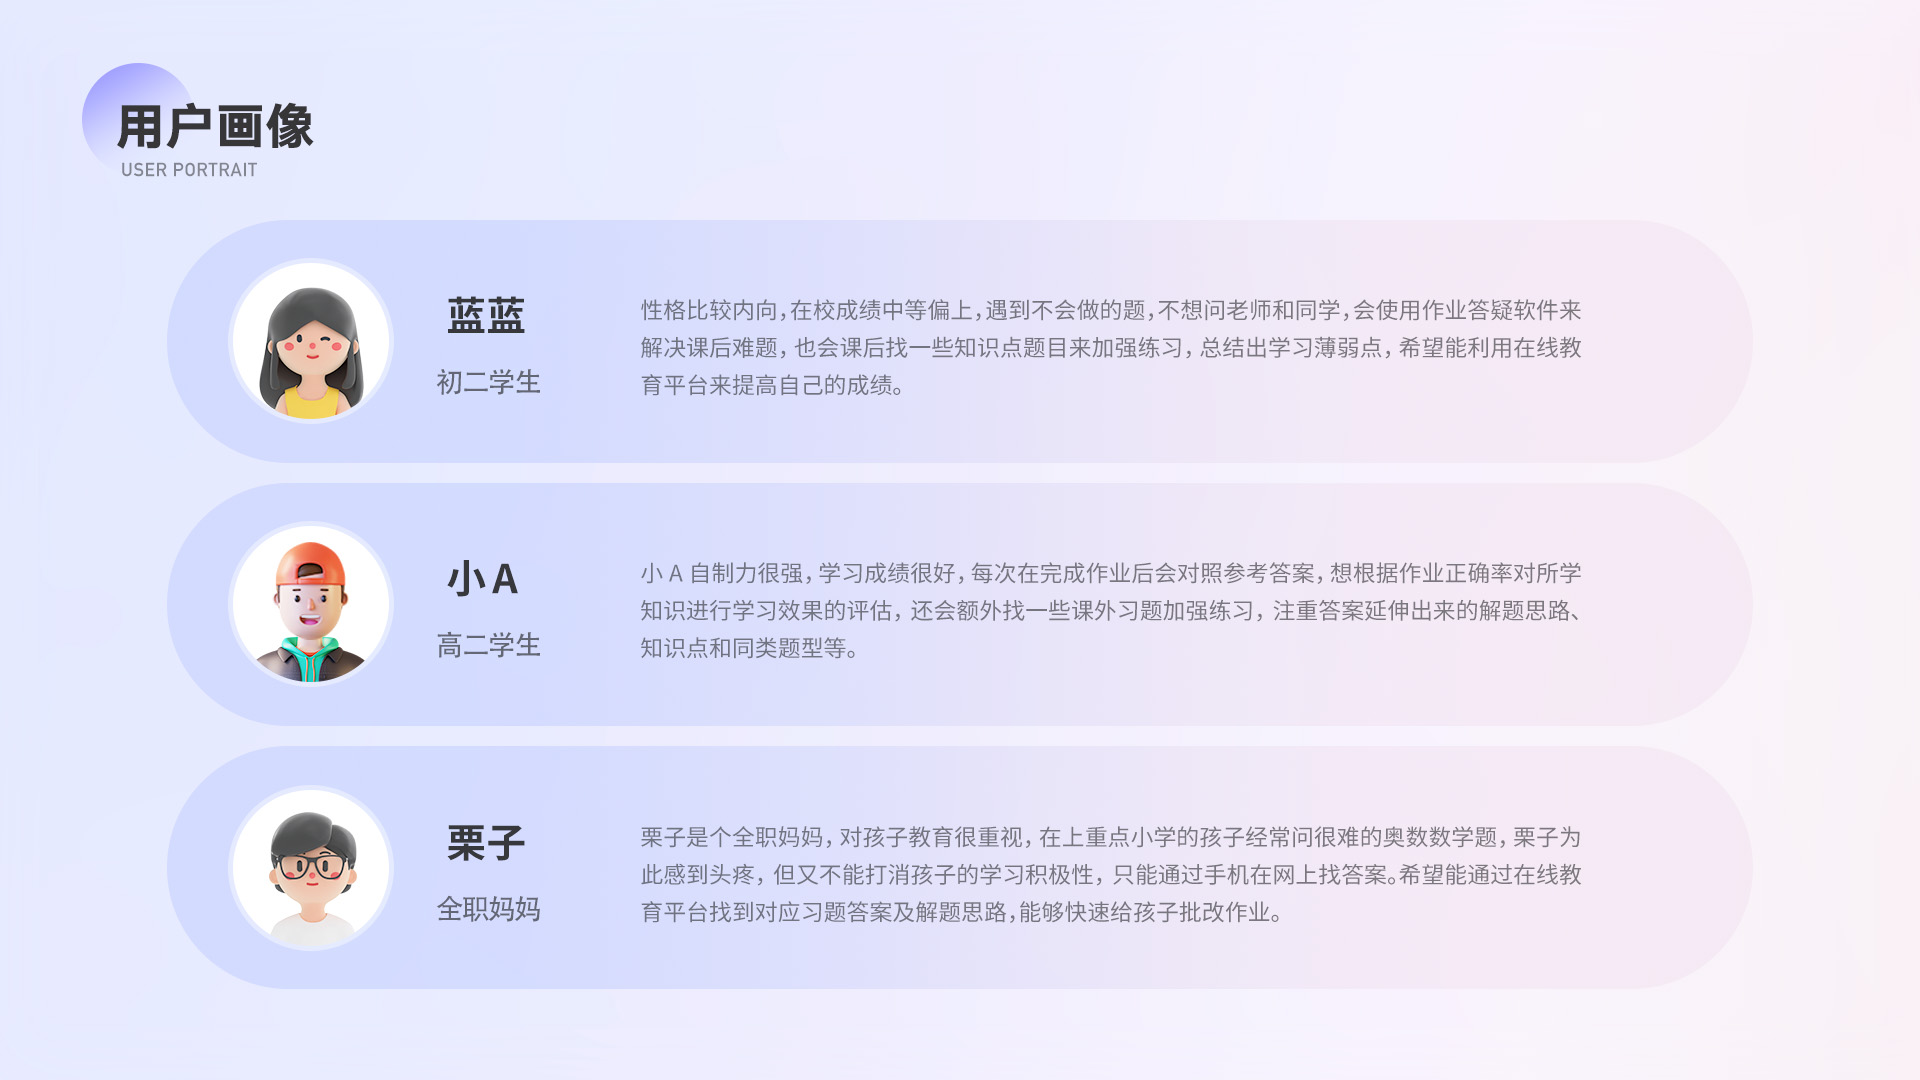 用户画像
USER PORTRAIT
蓝蓝
初二学生
性格比较内向，在校成绩中等偏上，遇到不会做的题，不想问老师和同学，会使用作业答疑软件来
解决课后难题，也会课后找一些知识点题目来加强练习，总结出学习薄弱点，希望能利用在线教
育平台来提高自己的成绩。
小A
高二学生
小 A 自制力很强，学习成绩很好，每次在完成作业后会对照参考答案，想根据作业正确率对所学
知识进行学习效果的评估，还会额外找一些课外习题加强练习，注重答案延伸出来的解题思路、
知识点和同类题型等。
栗子
全职妈妈
栗子是个全职妈妈，对孩子教育很重视，在上重点小学的孩子经常问很难的奥数数学题，栗子为
此感到头疼，但又不能打消孩子的学习积极性，只能通过手机在网上找答案。希望能通过在线教
育平台找到对应习题答案及解题思路，能够快速给孩子批改作业。